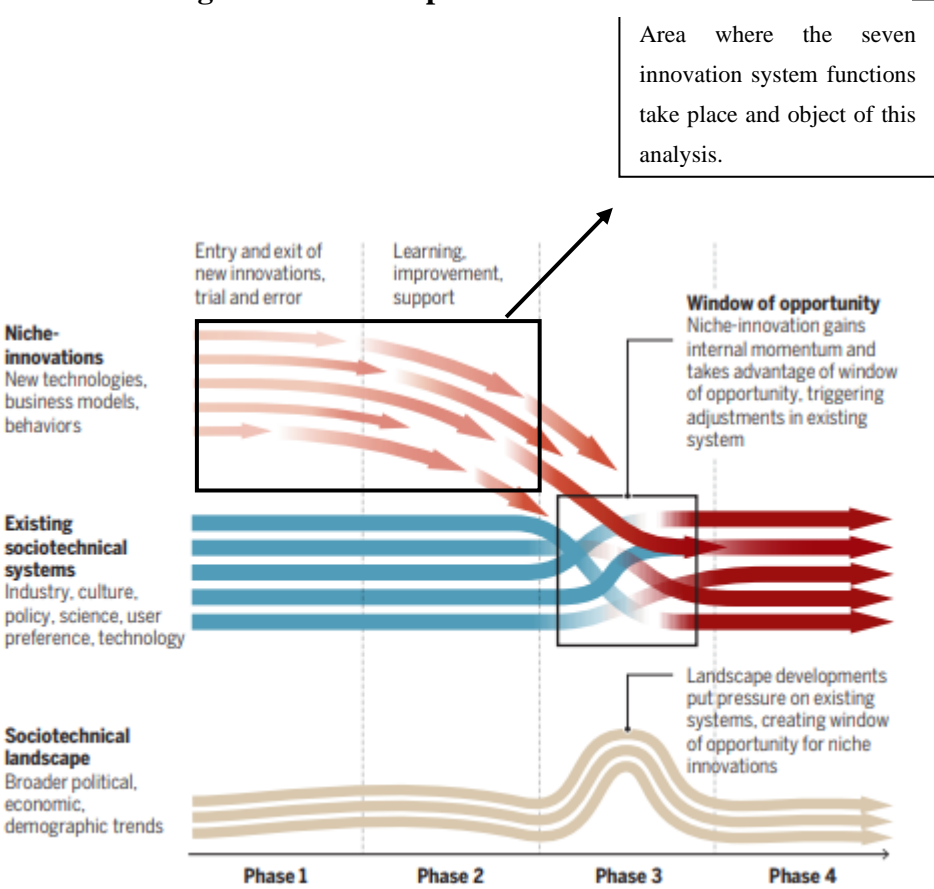 Area where the seven
innovation system functions
take place and object of this
analysis.
Entry and exit of
new innovations,
trial and error
Learning,
improvement,
support
Niche-
innovations
New technologies,
business models,
behaviors
Window of opportunity
Niche-innovation gains
internal momentum and
takes advantage of window
of opportunity, triggering
adjustments in existing
system
Existing
sociotechnical
systems
Industry, culture,
policy, science, user
preference, technology
Landscape developments
put pressure on existing
systems, creating window
of opportunity for niche
innovations
Sociotechnical
landscape
Broader political,
economic,
demographic trends
Phase 1
Phase 2
Phase 3
Phase 4